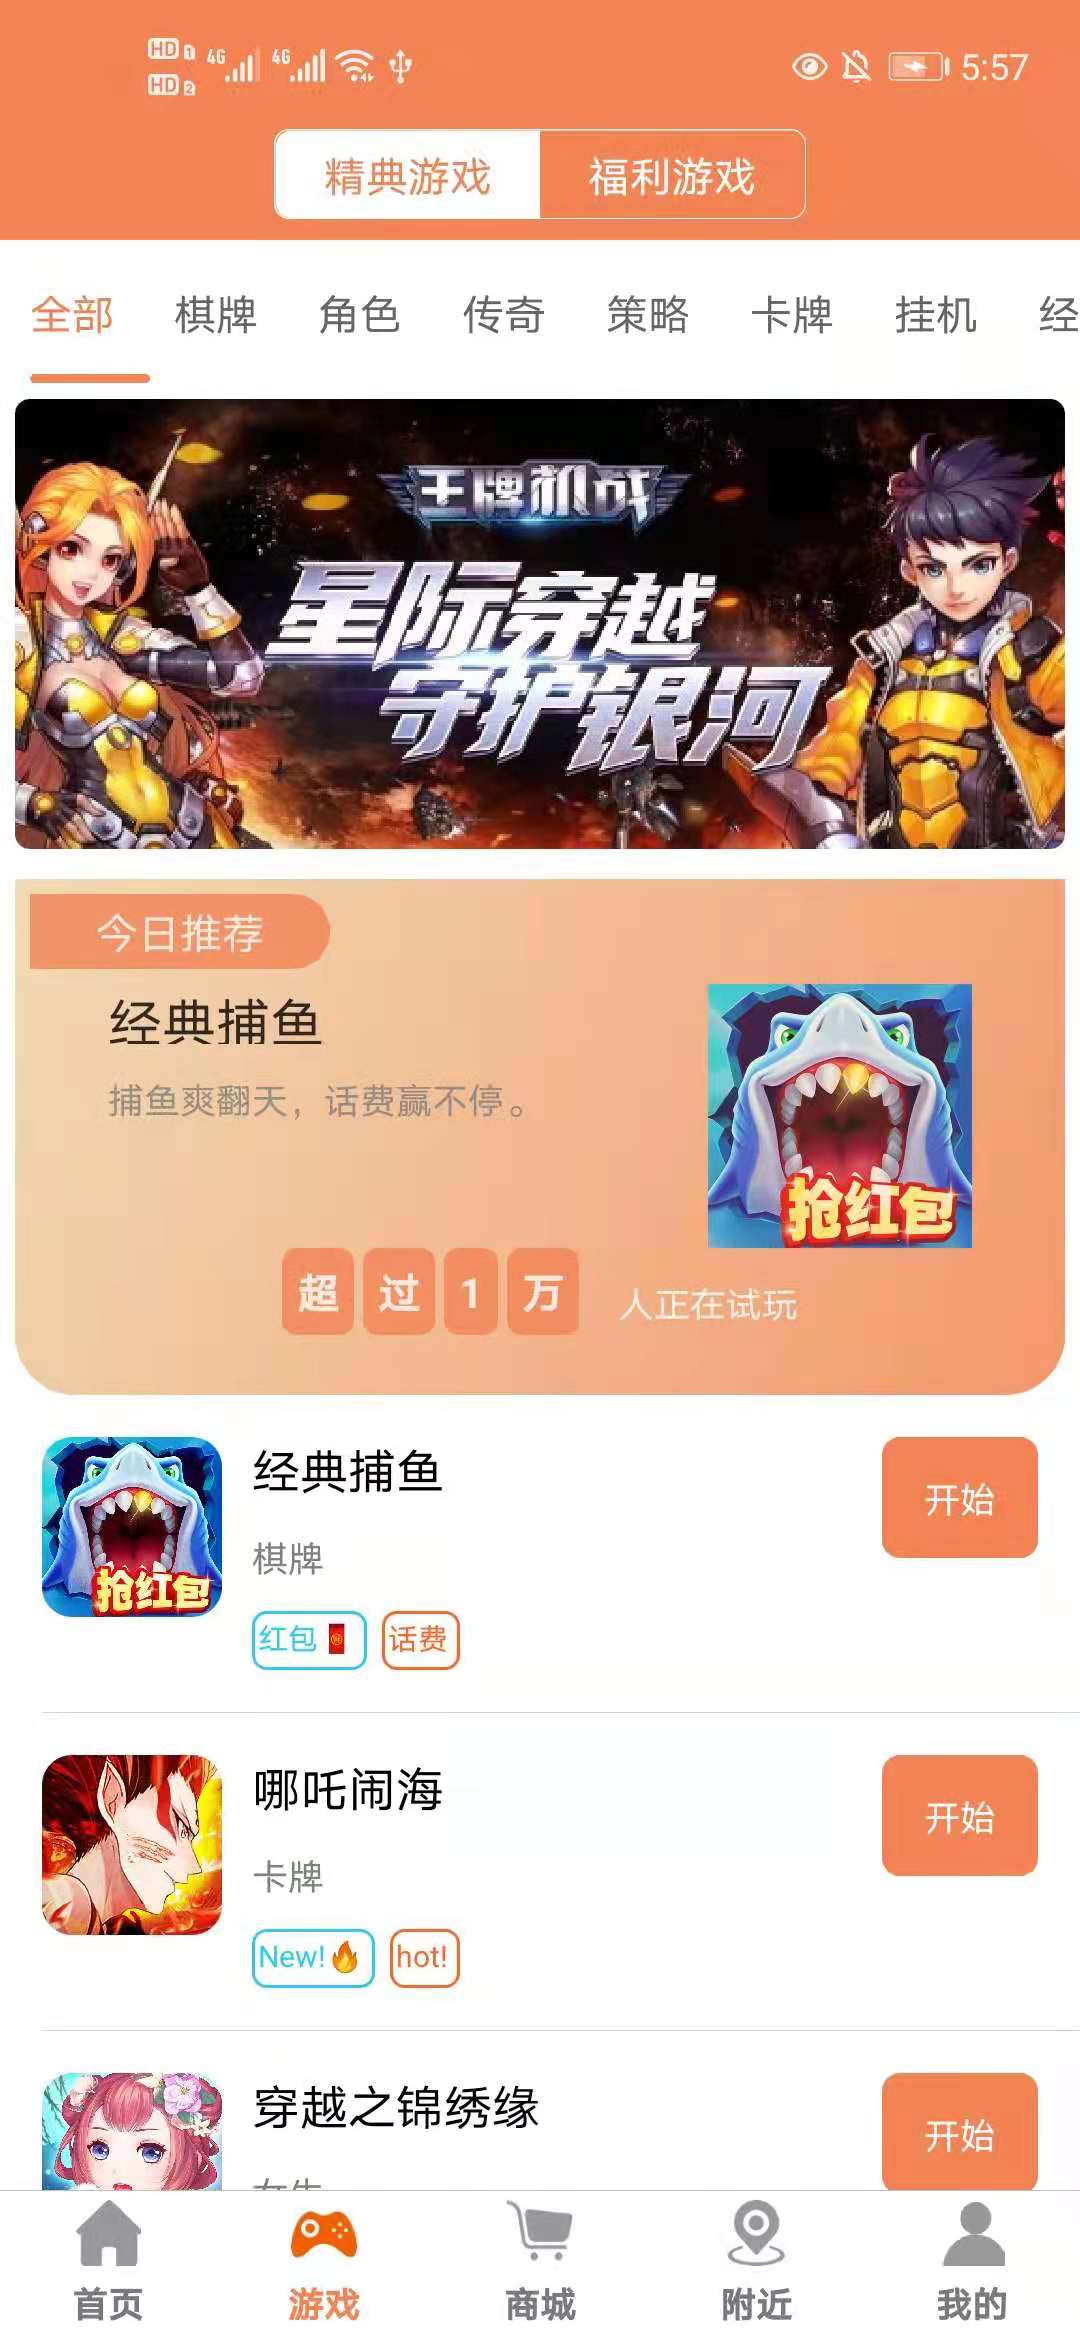 HD 1 4G 4G 5:57
HD 2
精典游戏 福利游戏
全部 棋牌 角色 传奇 策略 卡牌 挂机 经
王牌机战
星际穿越
守护银河
今日推荐
经典捕鱼
捕鱼爽翻天，话费赢不停。
抢红包
超过1万 人正在试玩
经典捕鱼
开始
棋牌
抢红包
红包 话费
哪吒闹海
开始
卡牌
New! hot!
穿越之锦绣缘
开始
首页 游戏 商城 附近 我的